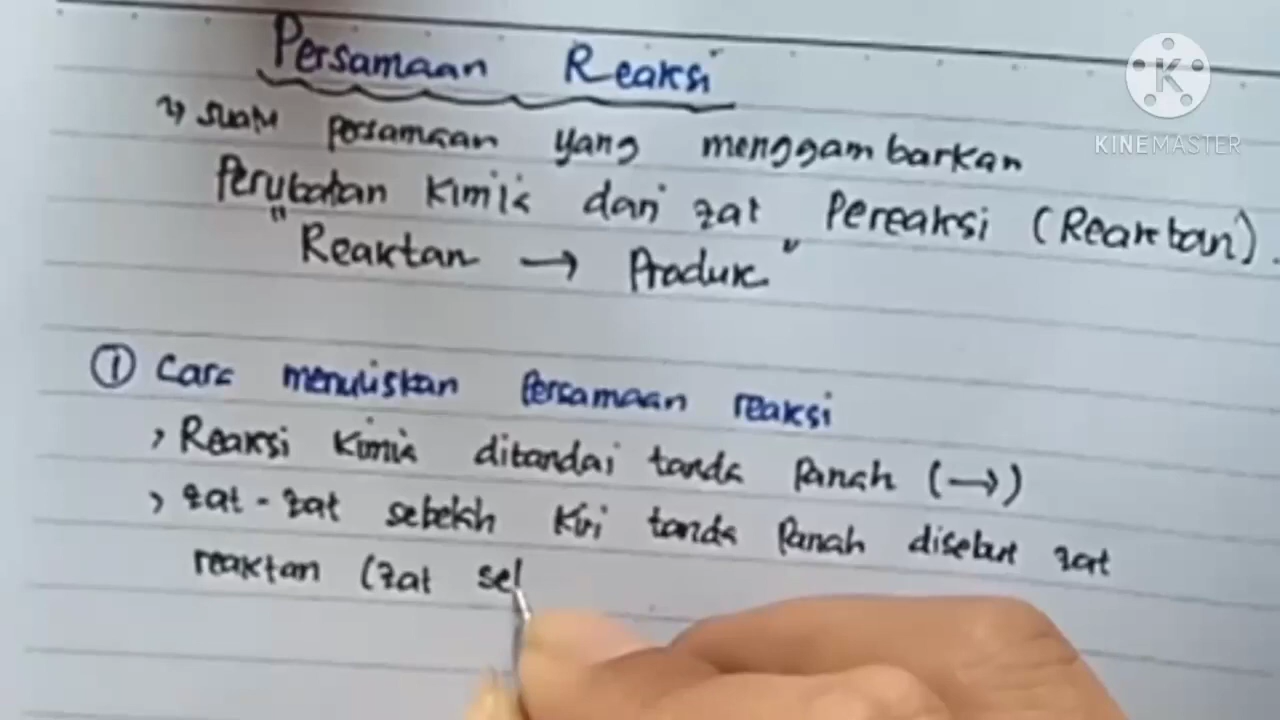 Persamaan Reaksi
KINEMASTER
suatu persamaan yang menggambarkan
Perubahan Kimia dari zat Pereaksi (Reaktan).
"Reaktan → Produk"
① Cara menuliskan Persamaan reaksi
> Reaksi Kimia ditandai tanda Panah (→)
> zat-zat sebelah Kiri tanda Panah disebut zat
reaktan (zat sel